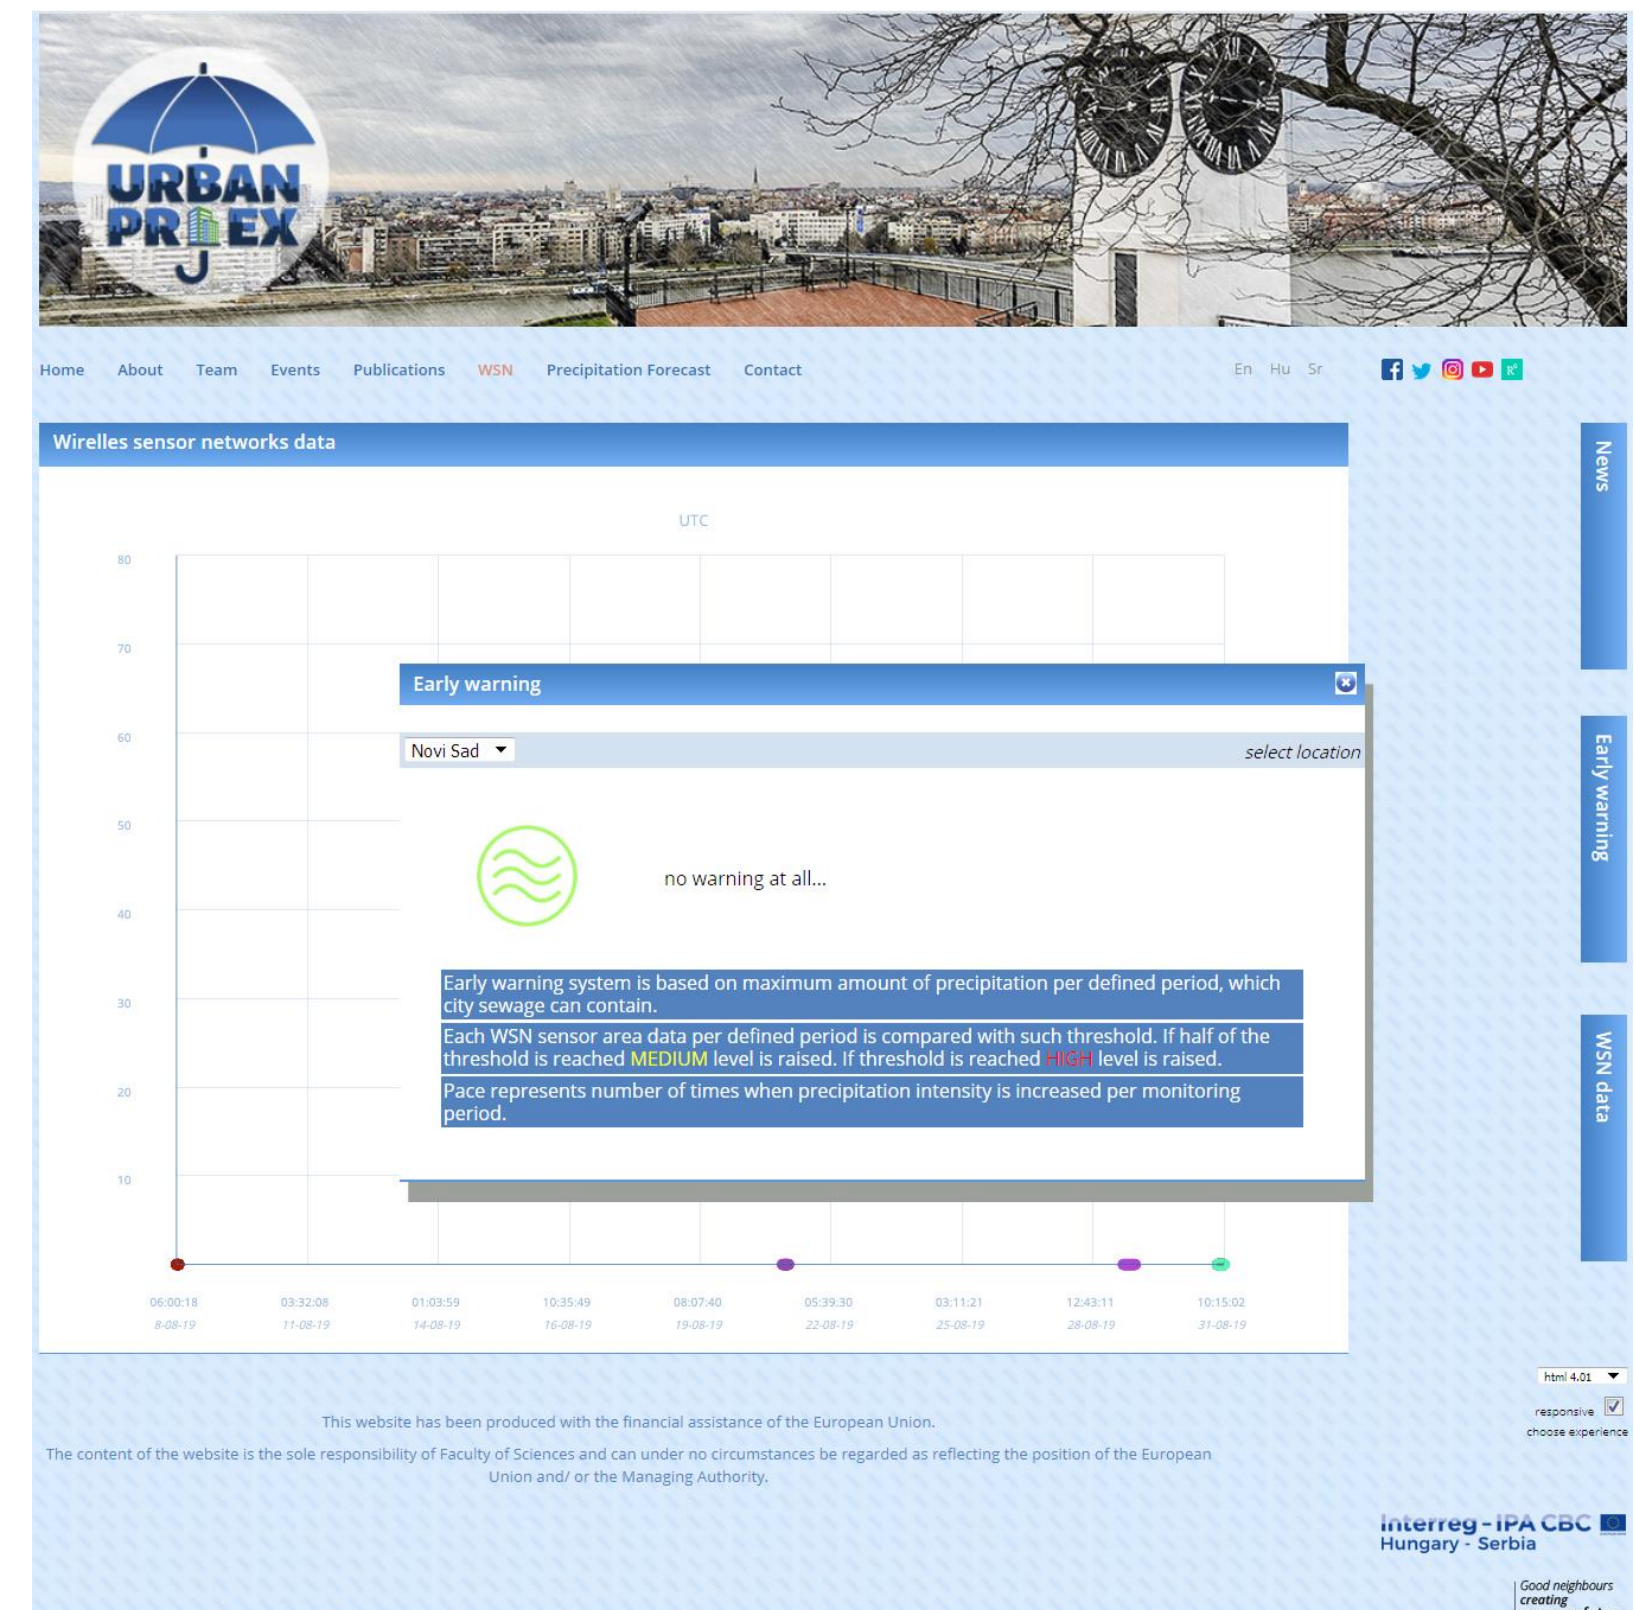 URBAN
PR EX
Home About Team Events Publications WSN Precipitation Forecast Contact En Hu Sr
Wirelles sensor networks data
News
UTC
80
70
Early warning
60
Novi Sad select location
Early warning
50
no warning at all...
40
Early warning system is based on maximum amount of precipitation per defined period, which
city sewage can contain.
30
Each WSN sensor area data per defined period is compared with such threshold. If half of the
threshold is reached MEDIUM level is raised. If threshold is reached HIGH level is raised.
WSN data
20
Pace represents number of times when precipitation intensity is increased per monitoring
period.
10
06:00:18 03:32:08 01:03:59 10:35:49 08:07:40 05:39:30 03:11:21 12:43:11 10:15:02
8-08-19 11-08-19 14-08-19 16-08-19 19-08-19 22-08-19 25-08-19 28-08-19 31-08-19
html 4.01
responsive
choose experience
This website has been produced with the financial assistance of the European Union.
The content of the website is the sole responsibility of Faculty of Sciences and can under no circumstances be regarded as reflecting the position of the European
Union and/ or the Managing Authority.
Interreg - IPA CBC
Hungary - Serbia
Good neighbours
creating